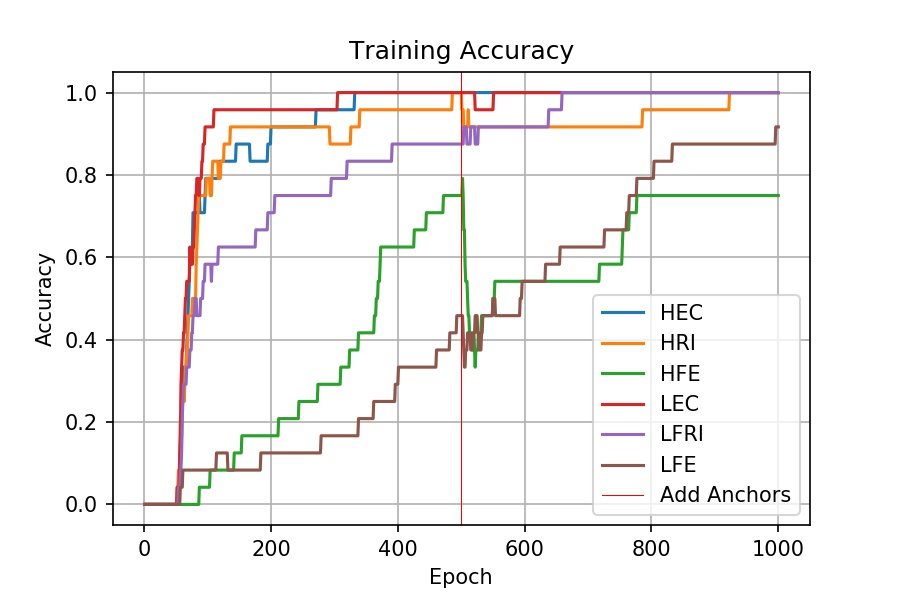 Training Accuracy
1.0
0.8
0.6
0.4
0.2
0.0
Accuracy
0
200
400
600
800
1000
Epoch
HEC
HRI
HFE
LEC
LFRI
LFE
Add Anchors